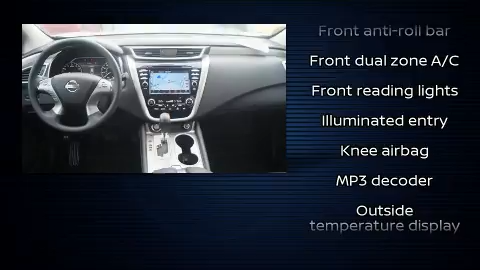 Front anti-roll bar
Front dual zone A/C
Front reading lights
Illuminated entry
Knee airbag
MP3 decoder
Outside
temperature display